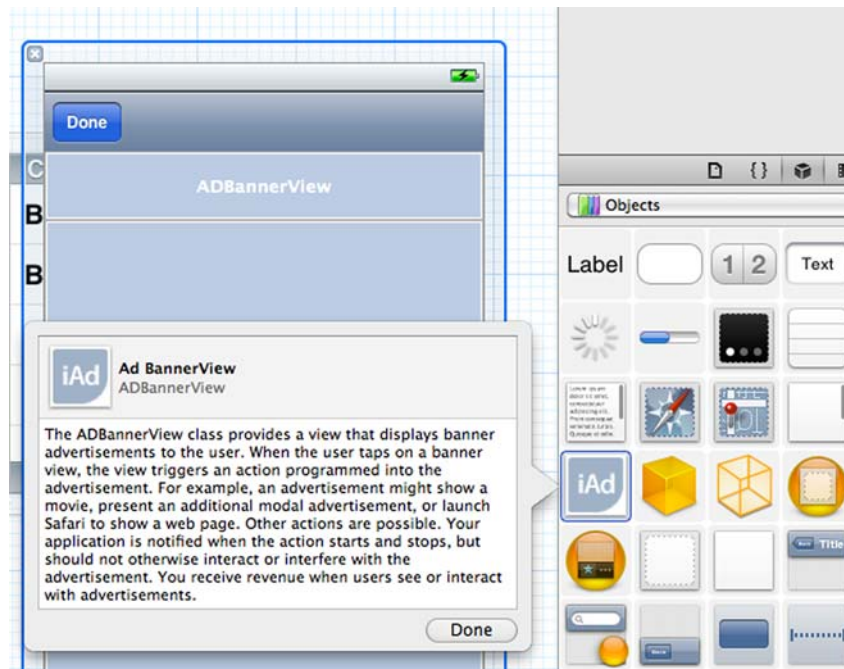 Done
C
ADBannerView
B
B
iAd
Ad BannerView
ADBannerView
The ADBannerView class provides a view that displays banner
advertisements to the user. When the user taps on a banner
view, the view triggers an action programmed into the
advertisement. For example, an advertisement might show a
movie, present an additional modal advertisement, or launch
Safari to show a web page. Other actions are possible. Your
application is notified when the action starts and stops, but
should not otherwise interact or interfere with the
advertisement. You receive revenue when users see or interact
with advertisements.
Done
{}
Objects
Label
1 2
Text
iAd
Title